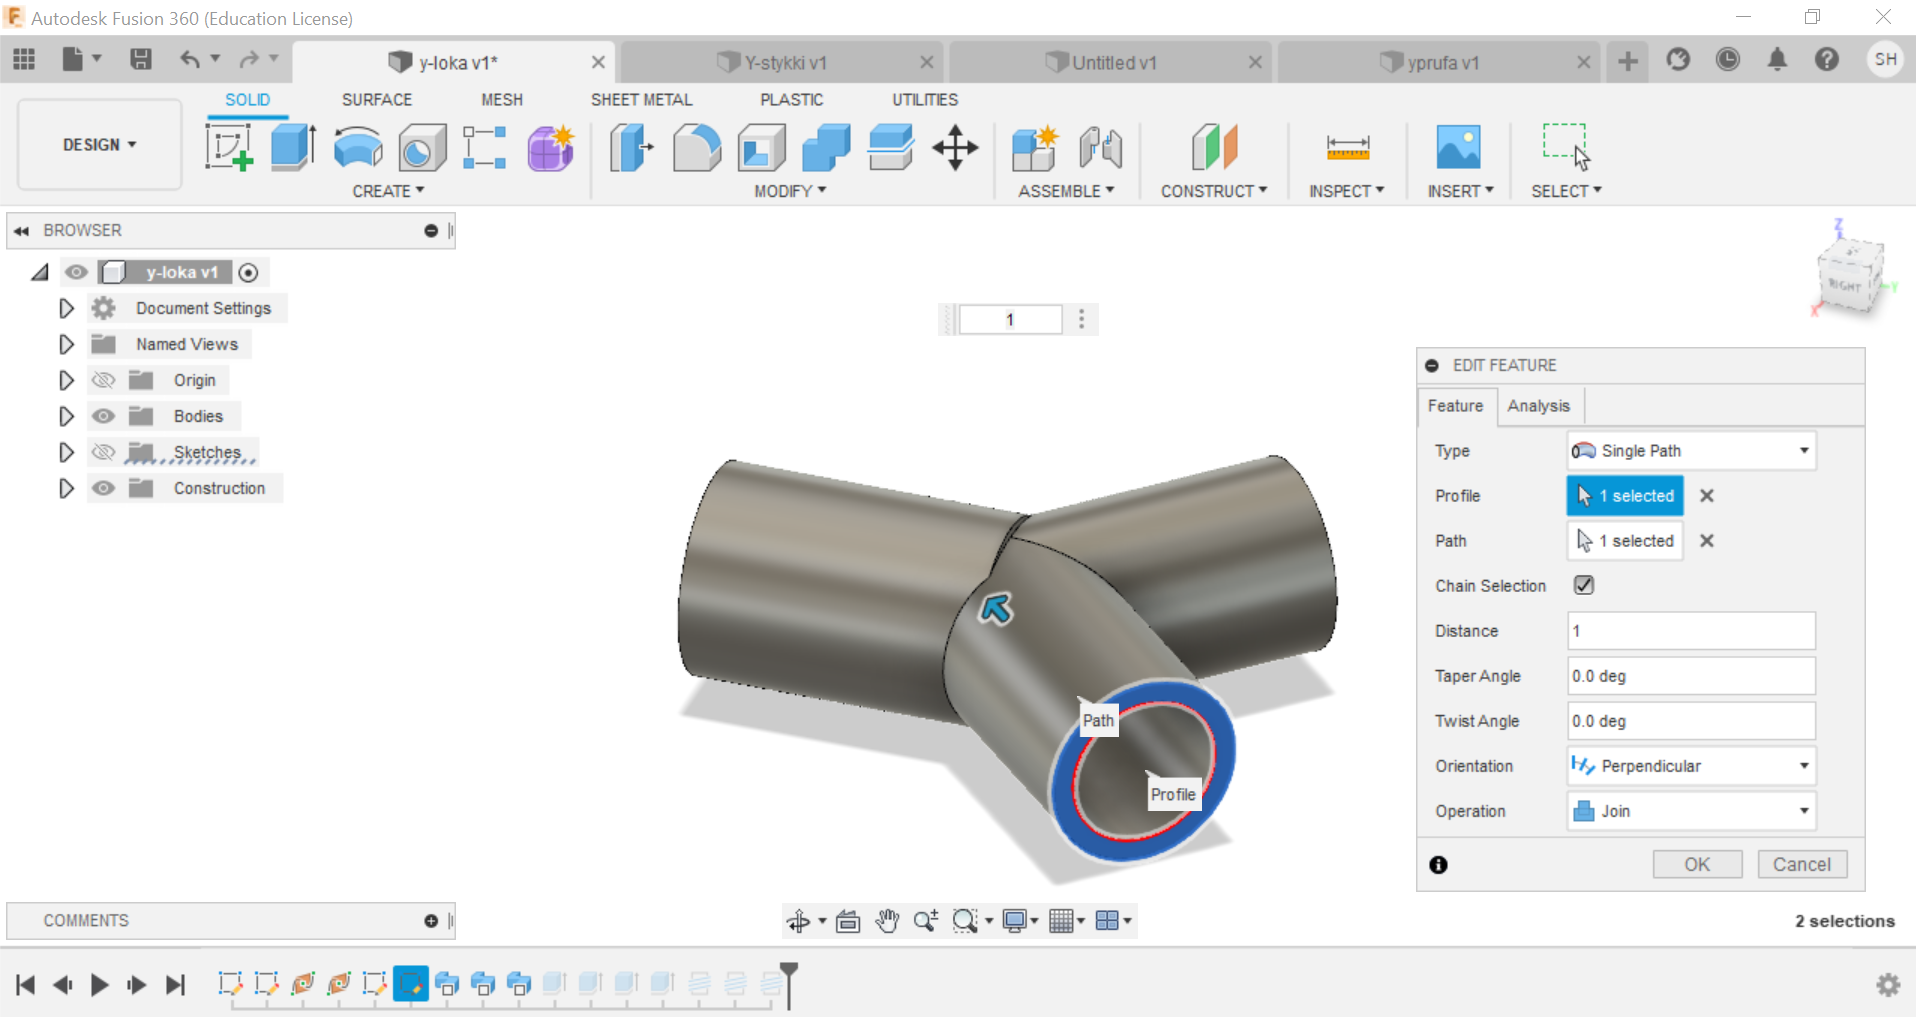 Autodesk Fusion 360 (Education License)
y-loka v1*
Y-stykki v1
Untitled v1
yprufa v1
SH
DESIGN
SOLID
SURFACE
MESH
SHEET METAL
PLASTIC
UTILITIES
CREATE
MODIFY
ASSEMBLE
CONSTRUCT
INSPECT
INSERT
SELECT
BROWSER
y-loka v1
Document Settings
Named Views
Origin
Bodies
Sketches
Construction
1
Z
RIGHT
Y
X
EDIT FEATURE
Feature
Analysis
Type
Single Path
Profile
1 selected
Path
1 selected
Chain Selection
Distance
1
Taper Angle
0.0 deg
Twist Angle
0.0 deg
Orientation
Perpendicular
Operation
Join
OK
Cancel
Path
Profile
COMMENTS
2 selections